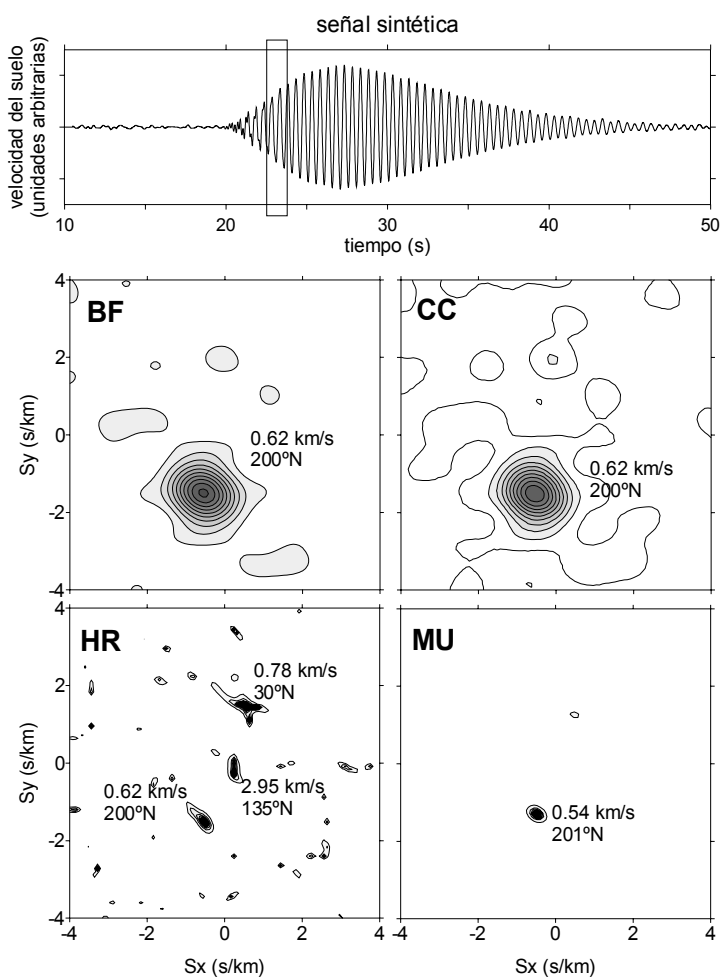 señal sintética
velocidad del suelo
(unidades arbitrarias)
10
20
30
40
50
tiempo (s)
BF
CC
4
2
0
-2
-4
Sy (s/km)
0.62 km/s
200ºN
0.62 km/s
200ºN
HR
MU
4
2
0
-2
-4
Sy (s/km)
0.78 km/s
30ºN
2.95 km/s
135ºN
0.62 km/s
200ºN
0.54 km/s
201ºN
-4
-2
0
2
4
-4
-2
0
2
4
Sx (s/km)
Sx (s/km)